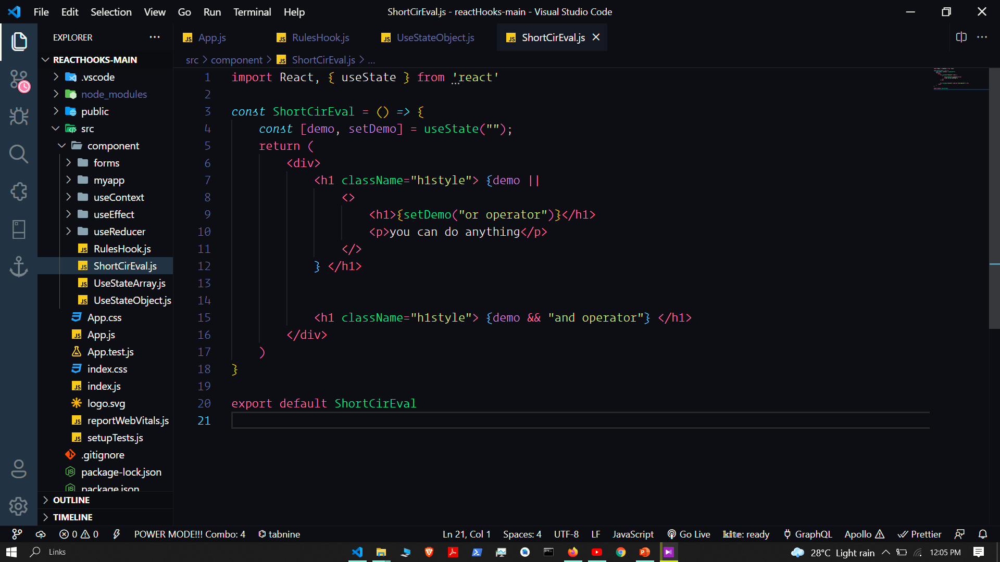 File Edit Selection View Go Run Terminal Help
ShortCirEval.js - reactHooks-main - Visual Studio Code
EXPLORER
REACTHOOKS-MAIN
.vscode
node_modules
public
src
component
forms
myapp
useContext
useEffect
useReducer
RulesHook.js
ShortCirEval.js
UseStateArray.js
UseStateObject.js
App.css
App.js
App.test.js
index.css
index.js
logo.svg
reportWebVitals.js
setupTests.js
.gitignore
package-lock.json
package.json
OUTLINE
TIMELINE
App.js RulesHook.js UseStateObject.js ShortCirEval.js
src > component > ShortCirEval.js > ...
1 import React, { useState } from 'react'
2
3 const ShortCirEval = () => {
4 const [demo, setDemo] = useState("");
5 return (
6 <div>
7 <h1 className="h1style"> {demo ||
8 <>
9 <h1>{setDemo("or operator")}</h1>
10 <p>you can do anything</p>
11 </>
12 } </h1>
13
14
15 <h1 className="h1style"> {demo && "and operator"} </h1>
16 </div>
17 )
18 }
19
20 export default ShortCirEval
21
0 0 POWER MODE!!! Combo: 4 tabnine Ln 21, Col 1 Spaces: 4 UTF-8 LF JavaScript Go Live kite: ready GraphQL Apollo Prettier
Links 28°C Light rain 12:05 PM